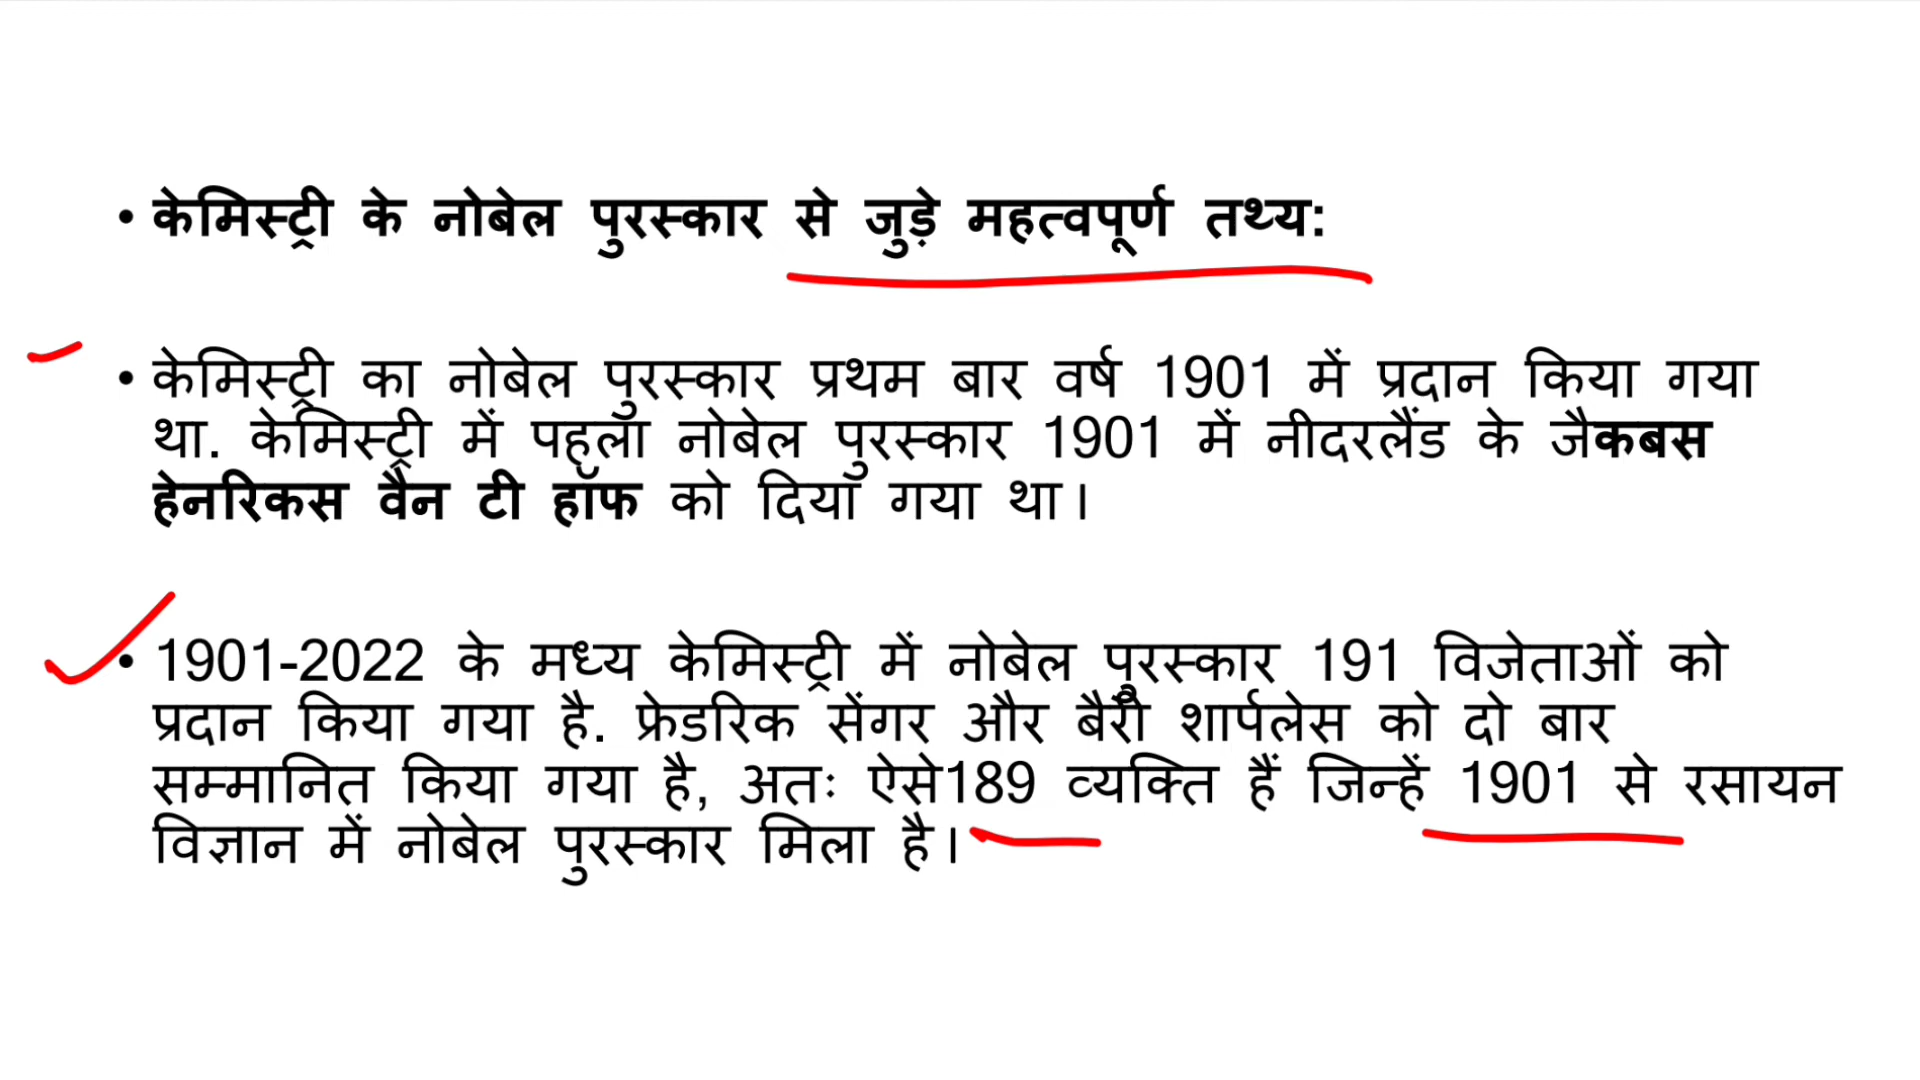 • केमिस्ट्री के नोबेल पुरस्कार से जुड़े महत्वपूर्ण तथ्य:
• केमिस्ट्री का नोबेल पुरस्कार प्रथम बार वर्ष 1901 में प्रदान किया गया
था. केमिस्ट्री में पहला नोबेल पुरस्कार 1901 में नीदरलैंड के जैकबस
हेनरिकस वैन टी हॉफ को दिया गया था।
• 1901-2022 के मध्य केमिस्ट्री में नोबेल पुरस्कार 191 विजेताओं को
प्रदान किया गया है. फ्रेडरिक सेंगर और बैरी शार्पलेस को दो बार
सम्मानित किया गया है, अतः ऐसे189 व्यक्ति हैं जिन्हें 1901 से रसायन
विज्ञान में नोबेल पुरस्कार मिला है।